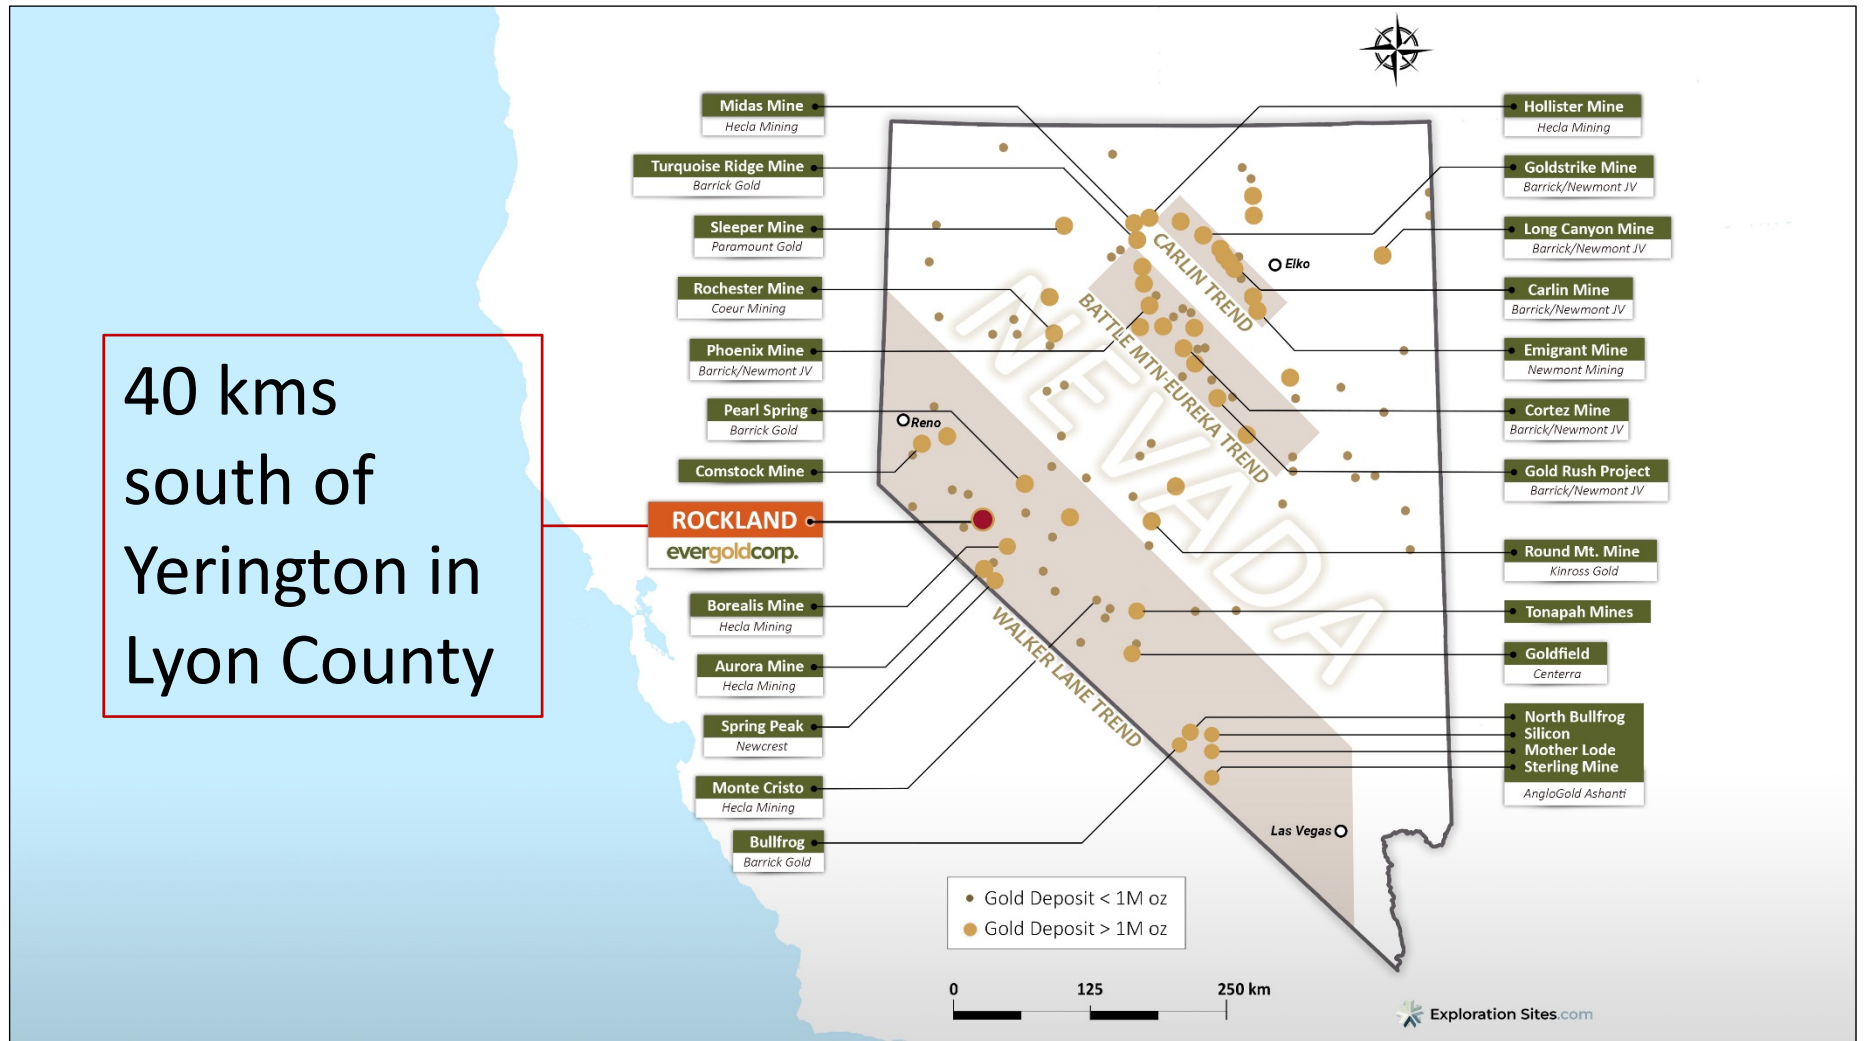 40 kms
south of
Yerington in
Lyon County
Midas Mine
Hecla Mining
Turquoise Ridge Mine
Barrick Gold
Sleeper Mine
Paramount Gold
Rochester Mine
Coeur Mining
Phoenix Mine
Barrick/Newmont JV
Pearl Spring
Barrick Gold
Comstock Mine
ROCKLAND
evergoldcorp.
Borealis Mine
Hecla Mining
Aurora Mine
Hecla Mining
Spring Peak
Newcrest
Monte Cristo
Hecla Mining
Bullfrog
Barrick Gold
NEVADA
CARLIN TREND
BATTLE MTN-EUREKA TREND
WALKER LANE TREND
Elko
Reno
Las Vegas
Hollister Mine
Hecla Mining
Goldstrike Mine
Barrick/Newmont JV
Long Canyon Mine
Barrick/Newmont JV
Carlin Mine
Barrick/Newmont JV
Emigrant Mine
Newmont Mining
Cortez Mine
Barrick/Newmont JV
Gold Rush Project
Barrick/Newmont JV
Round Mt. Mine
Kinross Gold
Tonapah Mines
Goldfield
Centerra
North Bullfrog
Silicon
Mother Lode
Sterling Mine
AngloGold Ashanti
Gold Deposit < 1M oz
Gold Deposit > 1M oz
0 125 250 km
Exploration Sites.com